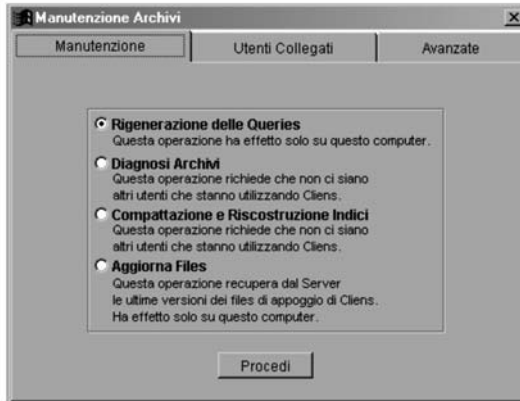 Manutenzione Archivi
Manutenzione
Utenti Collegati
Avanzate
Rigenerazione delle Queries
Questa operazione ha effetto solo su questo computer.
Diagnosi Archivi
Questa operazione richiede che non ci siano
altri utenti che stanno utilizzando Cliens.
Compattazione e Riscostruzione Indici
Questa operazione richiede che non ci siano
altri utenti che stanno utilizzando Cliens.
Aggiorna Files
Questa operazione recupera dal Server
le ultime versioni dei files di appoggio di Cliens.
Ha effetto solo su questo computer.
Procedi